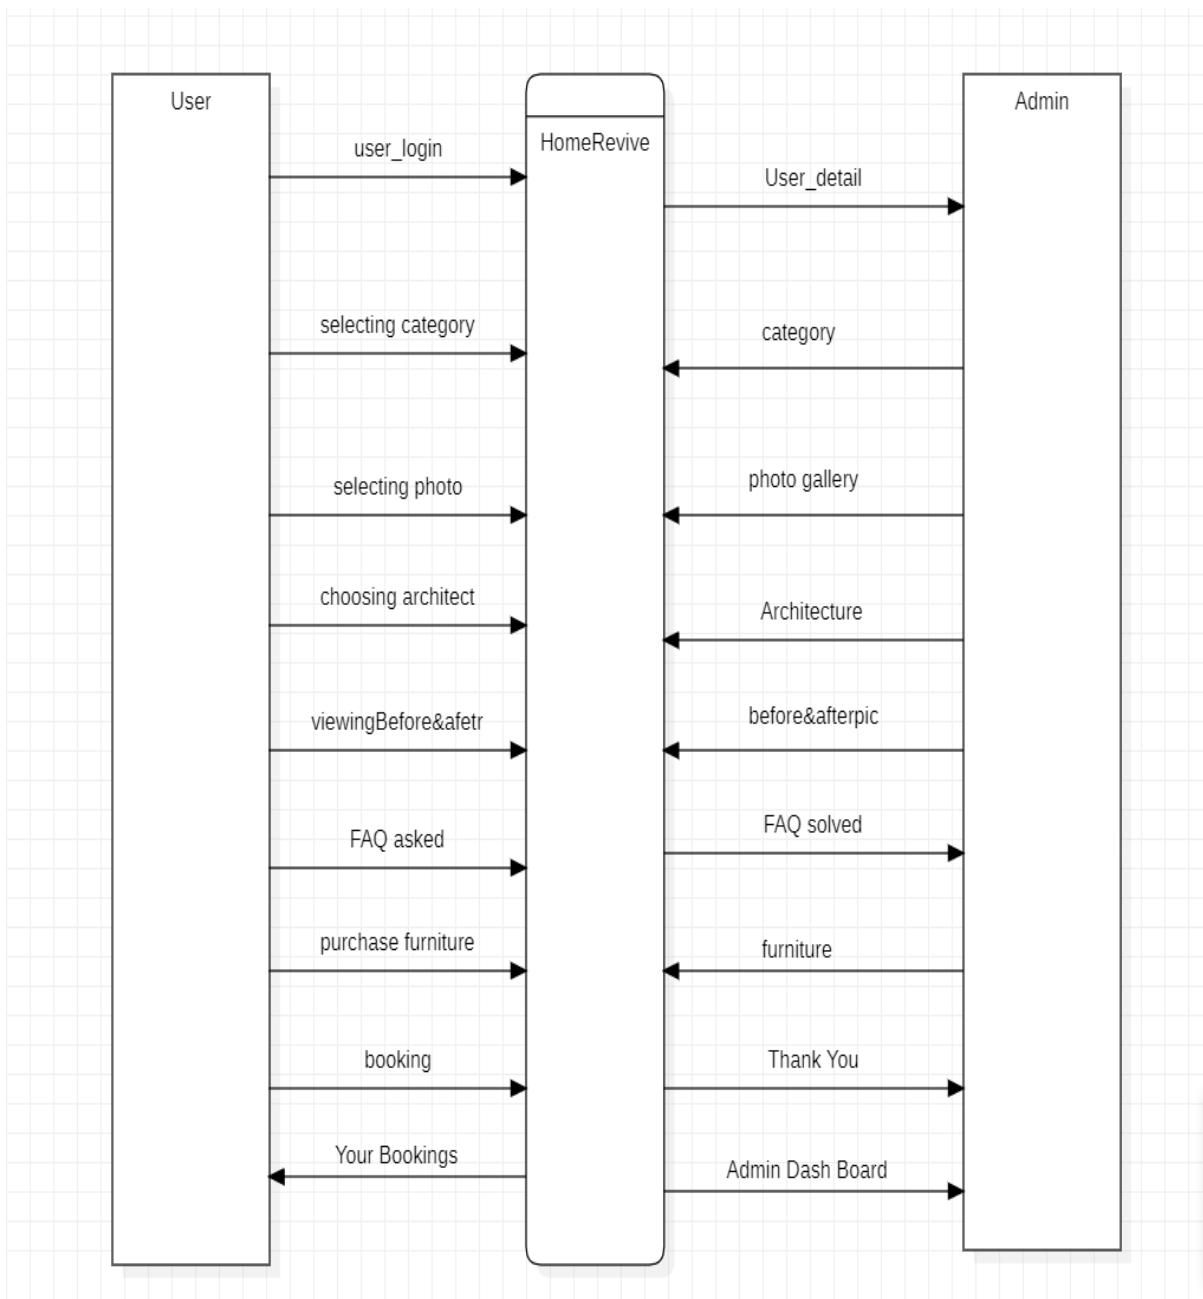 User
Admin
HomeRevive
user_login
User_detail
selecting category
category
selecting photo
photo gallery
choosing architect
Architecture
viewingBefore&afetr
before&afterpic
FAQ asked
FAQ solved
purchase furniture
furniture
booking
Thank You
Your Bookings
Admin Dash Board